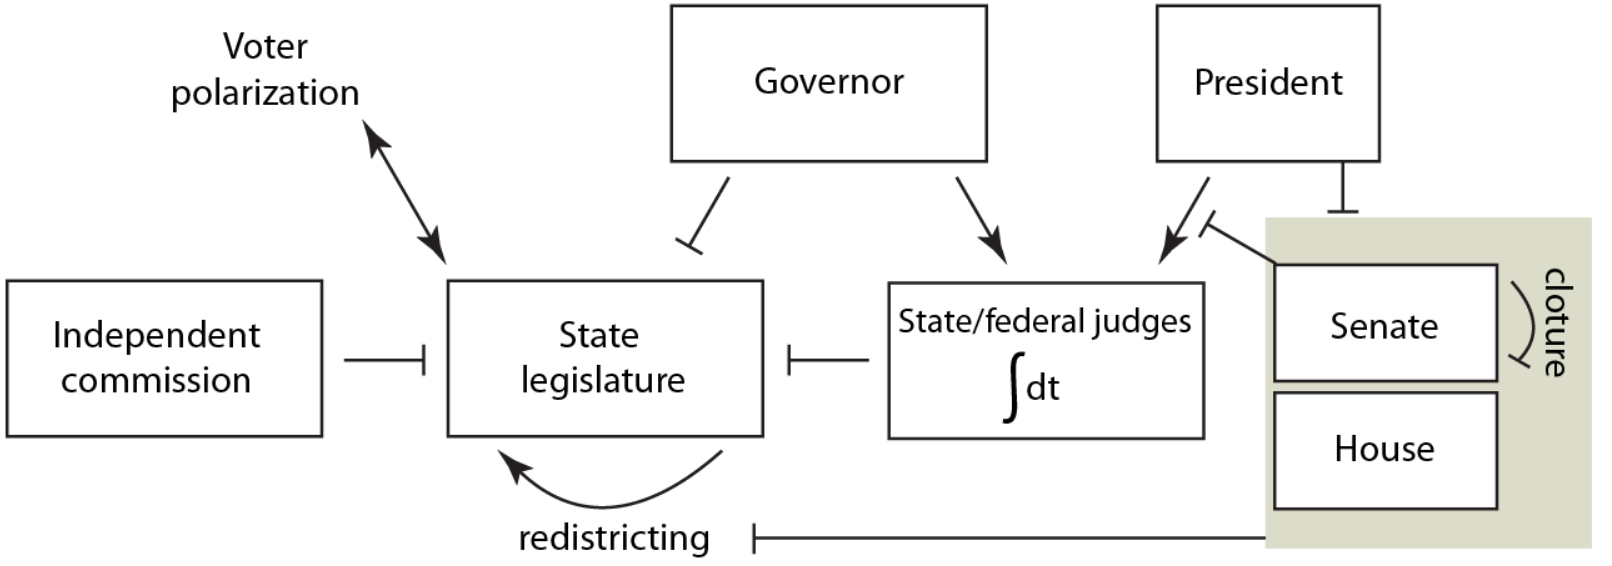 Voter
polarization
Governor
President
Independent
commission
State
legislature
State/federal judges
∫dt
Senate
cloture
House
redistricting